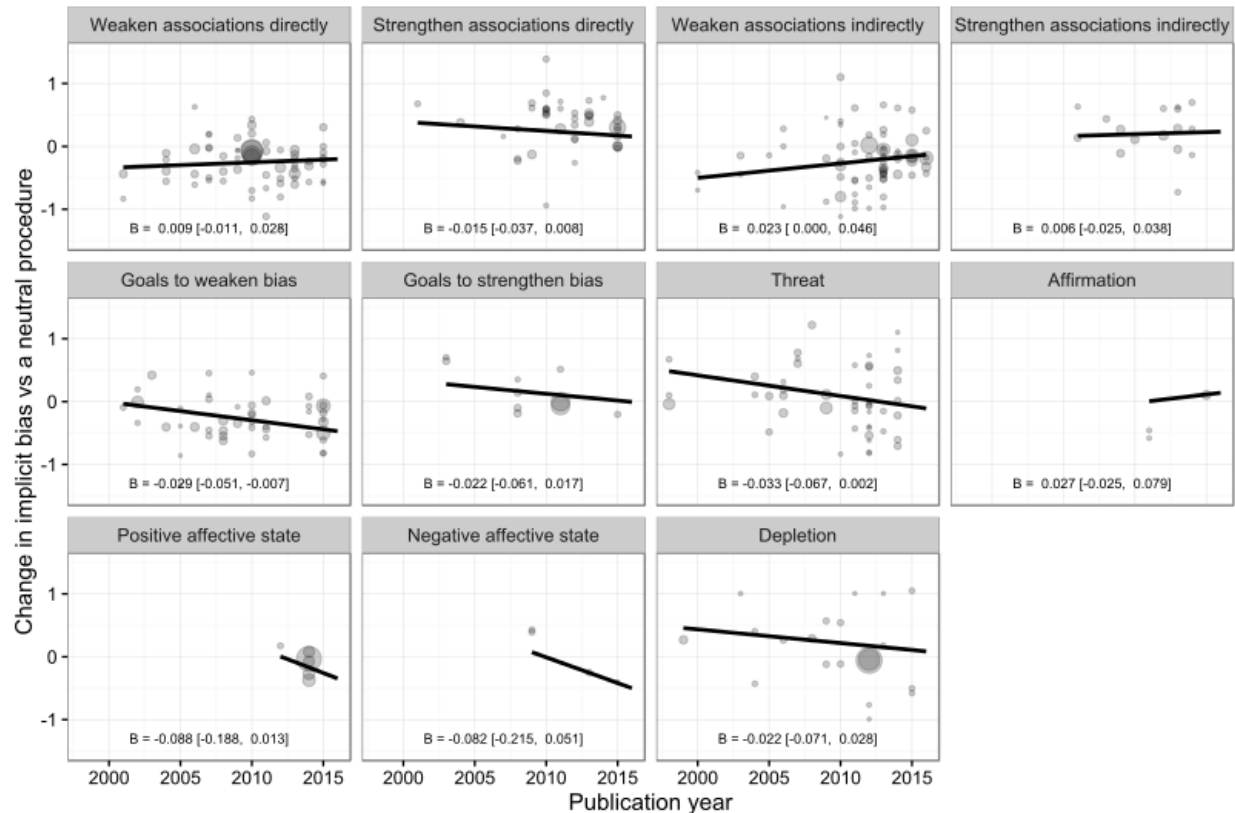 Weaken associations directly
Strengthen associations directly
Weaken associations indirectly
Strengthen associations indirectly
1
0
-1
B = 0.009 [-0.011, 0.028]
B = -0.015 [-0.037, 0.008]
B = 0.023 [ 0.000, 0.046]
B = 0.006 [-0.025, 0.038]
Change in implicit bias vs a neutral procedure
Goals to weaken bias
Goals to strengthen bias
Threat
Affirmation
1
0
-1
B = -0.029 [-0.051, -0.007]
B = -0.022 [-0.061, 0.017]
B = -0.033 [-0.067, 0.002]
B = 0.027 [-0.025, 0.079]
Positive affective state
Negative affective state
Depletion
1
0
-1
B = -0.088 [-0.188, 0.013]
B = -0.082 [-0.215, 0.051]
B = -0.022 [-0.071, 0.028]
2000 2005 2010 2015
2000 2005 2010 2015
2000 2005 2010 2015
Publication year